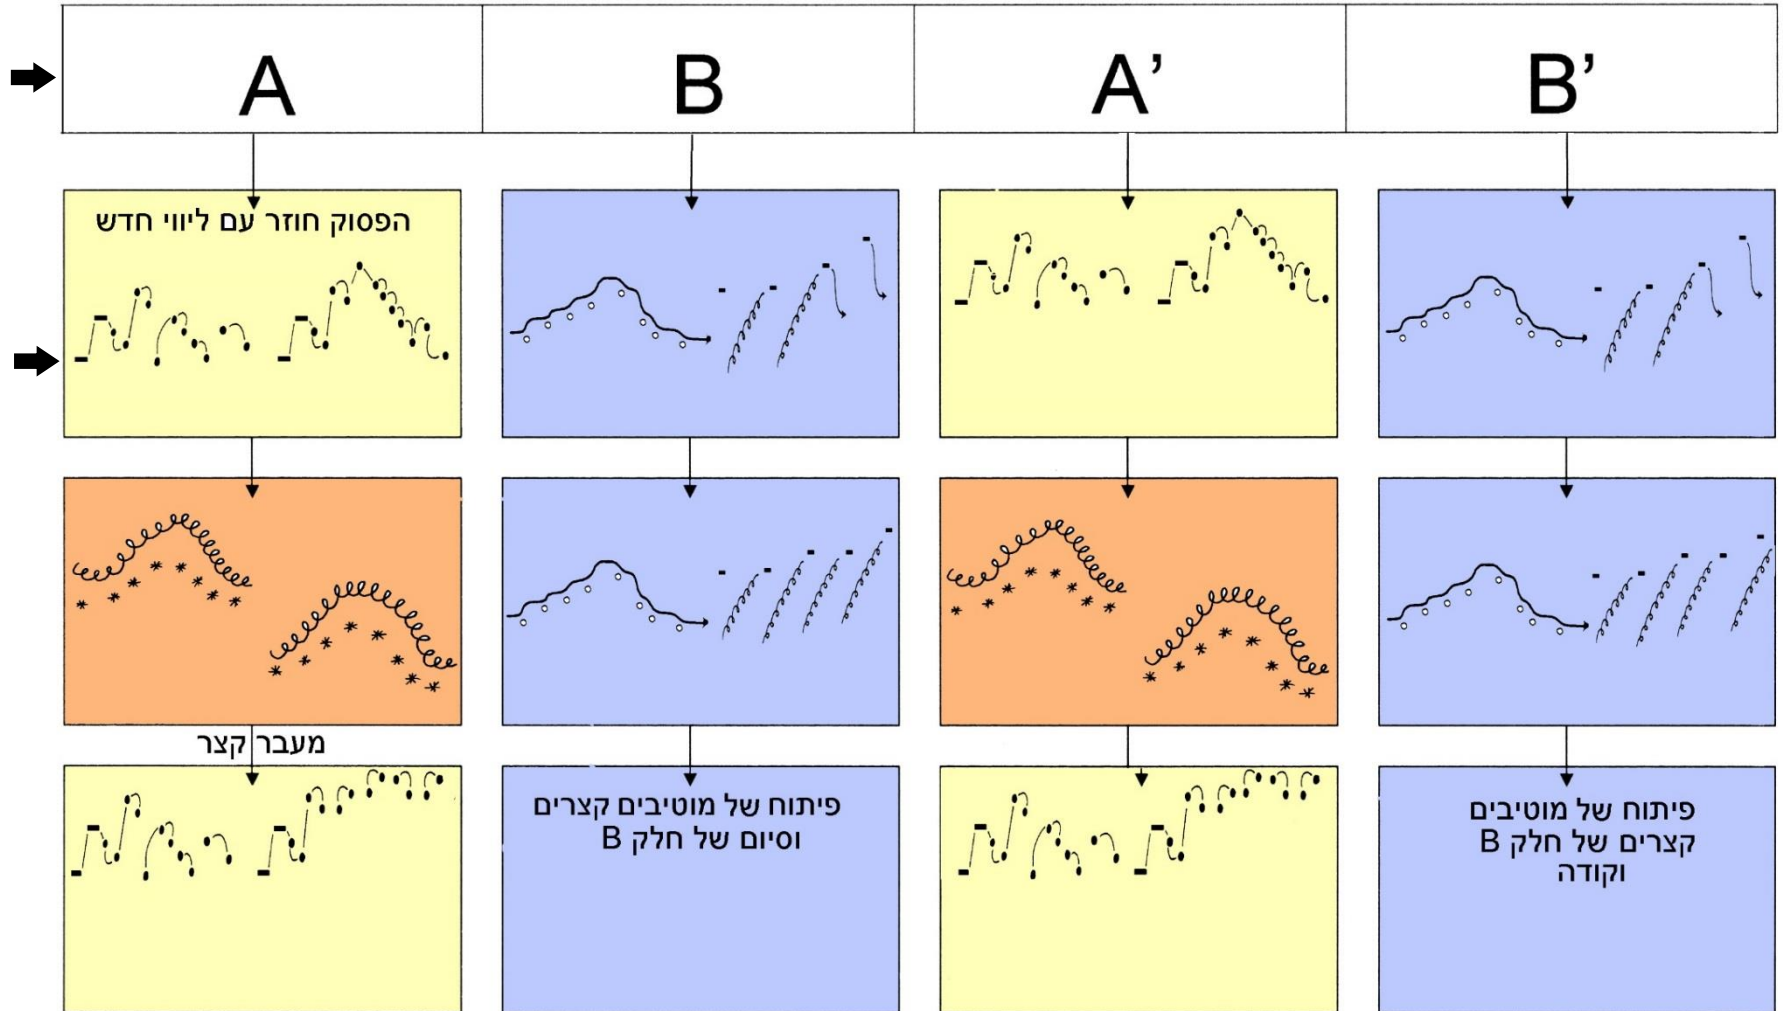 A
B
A’
B’
הפסוק חוזר עם ליווי חדש
מעבר קצר
פיתוח של מוטיבים קצרים
וסיום של חלק B
פיתוח של מוטיבים
קצרים של חלק B
וקודה